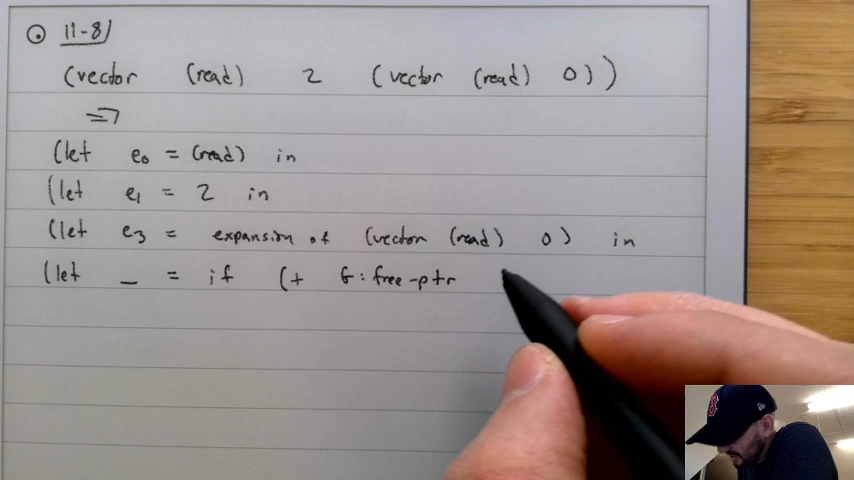 ⊙ 11-8/
(vector (read) 2 (vector (read) 0))
=>
(let e₀ = (read) in
(let e₁ = 2 in
(let e₃ = expansion of (vector (read) 0) in
(let _ = if (+ G:free-ptr